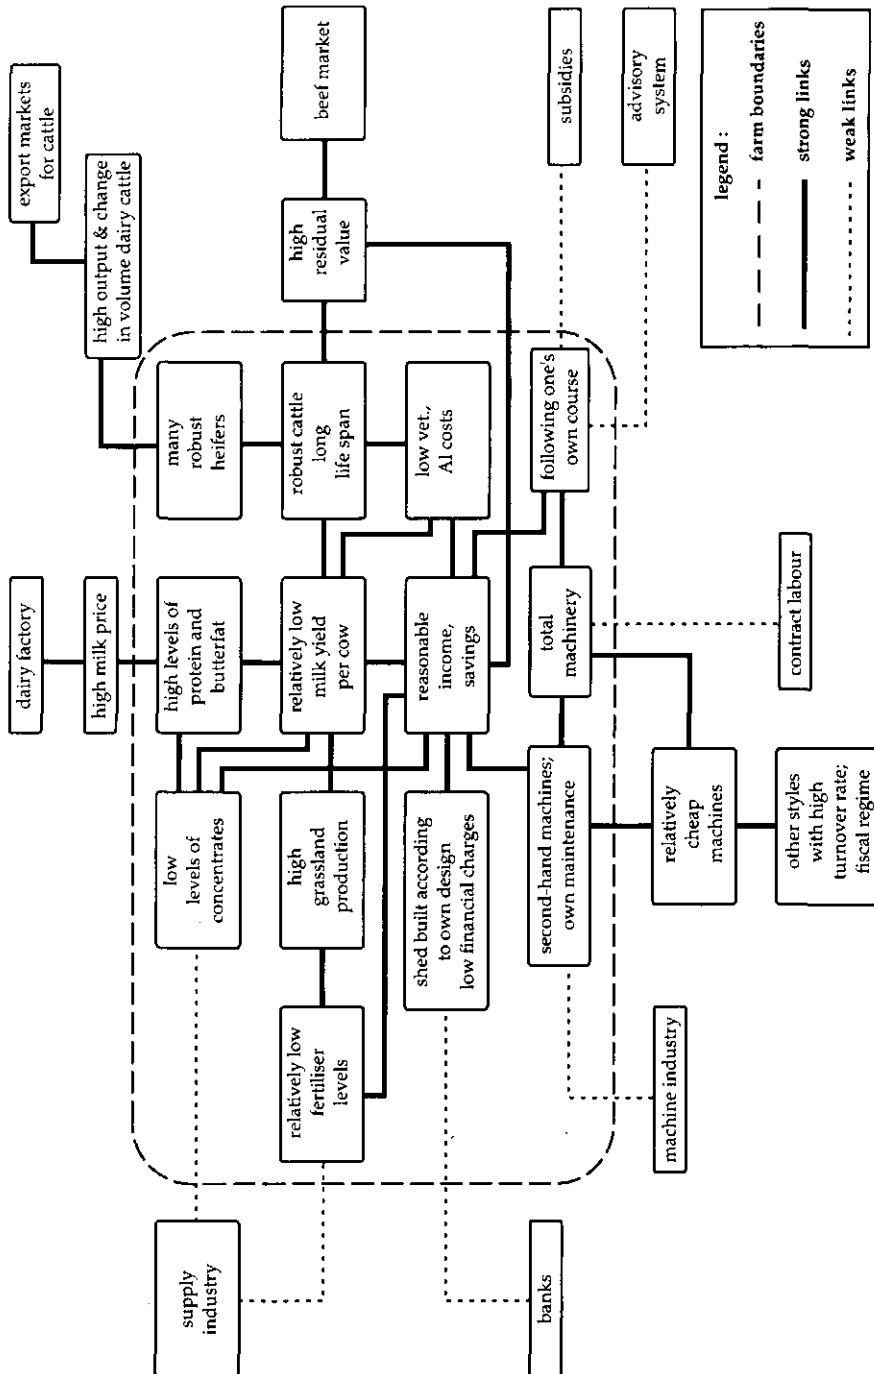 export markets
for cattle
high output & change
in volume dairy cattle
dairy factory
high milk price
many
robust
heifers
high levels of
protein and
butterfat
low
levels of
concentrates
supply
industry
beef market
high
residual
value
robust cattle
long
life span
relatively low
milk yield
per cow
high
grassland
production
relatively low
fertiliser
levels
low vet.,
AI costs
reasonable
income,
savings
shed built according
to own design
low financial charges
subsidies
following one's
own course
total
machinery
second-hand machines;
own maintenance
banks
advisory
system
relatively
cheap
machines
machine industry
contract labour
other styles
with high
turnover rate;
fiscal regime
legend :
farm boundaries
strong links
weak links